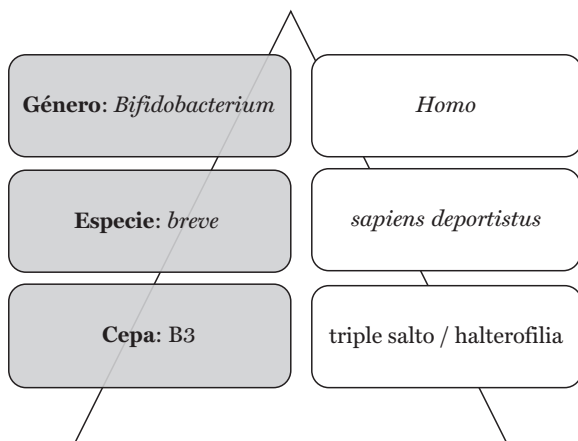 Género: Bifidobacterium
Homo
Especie: breve
sapiens deportistus
Cepa: B3
triple salto / halterofilia